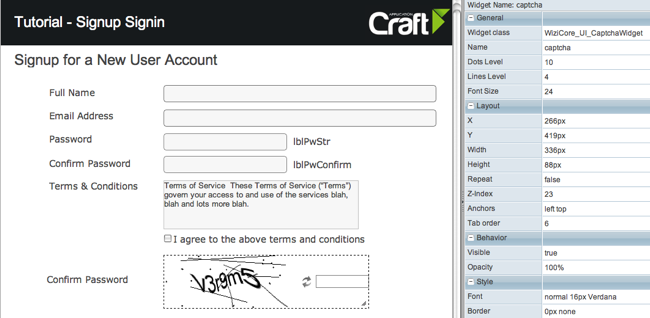 Tutorial - Signup Signin
APPLICATION
Craft
Signup for a New User Account
Full Name
Email Address
Password
lblPwStr
Confirm Password
lblPwConfirm
Terms & Conditions
Terms of Service These Terms of Service ("Terms")
govern your access to and use of the services blah,
blah and lots more blah.
I agree to the above terms and conditions
Confirm Password
v3r9m5
Widget Name: captcha
General
Widget class WiziCore_UI_CaptchaWidget
Name captcha
Dots Level 10
Lines Level 4
Font Size 24
Layout
X 266px
Y 419px
Width 336px
Height 88px
Repeat false
Z-Index 23
Anchors left top
Tab order 6
Behavior
Visible true
Opacity 100%
Style
Font normal 16px Verdana
Border 0px none